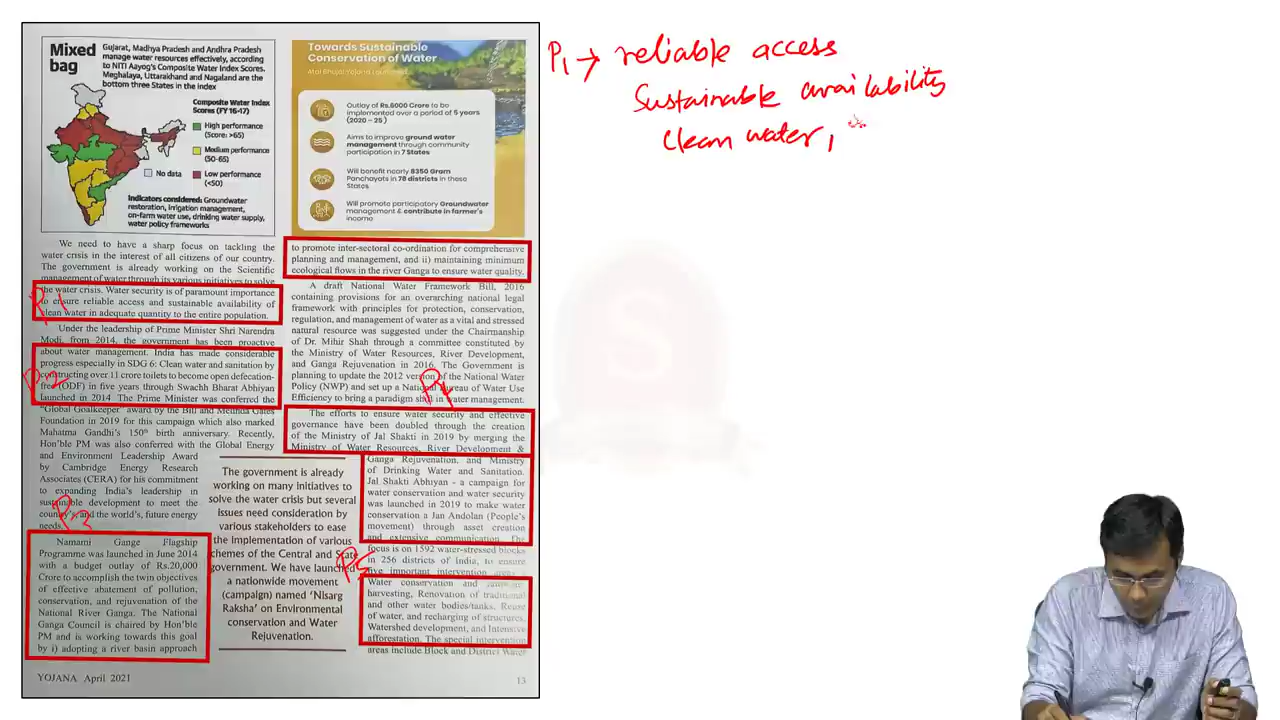 Mixed bag
Gujarat, Madhya Pradesh and Andhra Pradesh
manage water resources effectively, according
to NITI Aayog's Composite Water Index Scores.
Meghalaya, Uttarakhand and Nagaland are the
bottom three States in the index
Composite Water Index
Scores (FY 16-17)
High performance
(Score: >65)
Medium performance
(50-65)
No data
Low performance
(<50)
Indicators considered: Groundwater
restoration, irrigation management,
on-farm water use, drinking water supply,
water policy frameworks
Towards Sustainable
Conservation of Water
Outlay of Rs.6000 Crore to be
implemented over a period of 5 years
(2020 - 25)
Aims to improve ground water
management through community
participation in 7 States
Will benefit nearly 8350 Gram
Panchayats in 78 districts in these
States
Will promote participatory Groundwater
management & contribute in farmer's
income
We need to have a sharp focus on tackling the
water crisis in the interest of all citizens of our country.
The government is already working on the Scientific
management of water through its various initiatives to solve
the water crisis. Water security is of paramount importance
to ensure reliable access and sustainable availability of
clean water in adequate quantity to the entire population.
P1
Under the leadership of Prime Minister Shri Narendra
Modi, from 2014, the government has been proactive
about water management. India has made considerable
progress especially in SDG 6: Clean water and sanitation by
constructing over 11 crore toilets to become open defecation-
free (ODF) in five years through Swachh Bharat Abhiyan
launched in 2014. The Prime Minister was conferred the
"Global Goalkeeper" award by the Bill and Melinda Gates
Foundation in 2019 for this campaign which also marked
Mahatma Gandhi's 150th birth anniversary. Recently,
Hon'ble PM was also conferred with the Global Energy
and Environment Leadership Award
by Cambridge Energy Research
Associates (CERA) for his commitment
to expanding India's leadership in
sustainable development to meet the
country's, and the world's, future energy
needs.
P2
P3
Namami Gange Flagship
Programme was launched in June 2014
with a budget outlay of Rs.20,000
Crore to accomplish the twin objectives
of effective abatement of pollution,
conservation, and rejuvenation of the
National River Ganga. The National
Ganga Council is chaired by Hon'ble
PM and is working towards this goal
by i) adopting a river basin approach
The government is already
working on many initiatives to
solve the water crisis but several
issues need consideration by
various stakeholders to ease
the implementation of various
schemes of the Central and State
government. We have launched
a nationwide movement
(campaign) named 'Nisarg
Raksha' on Environmental
conservation and Water
Rejuvenation.
to promote inter-sectoral co-ordination for comprehensive
planning and management, and ii) maintaining minimum
ecological flows in the river Ganga to ensure water quality.
A draft National Water Framework Bill, 2016
containing provisions for an overarching national legal
framework with principles for protection, conservation,
regulation, and management of water as a vital and stressed
natural resource was suggested under the Chairmanship
of Dr. Mihir Shah through a committee constituted by
the Ministry of Water Resources, River Development,
and Ganga Rejuvenation in 2016. The Government is
planning to update the 2012 version of the National Water
Policy (NWP) and set up a National Bureau of Water Use
Efficiency to bring a paradigm shift in water management.
P4
The efforts to ensure water security and effective
governance have been doubled through the creation
of the Ministry of Jal Shakti in 2019 by merging the
Ministry of Water Resources, River Development &
Ganga Rejuvenation, and Ministry
of Drinking Water and Sanitation.
Jal Shakti Abhiyan - a campaign for
water conservation and water security
was launched in 2019 to make water
conservation a Jan Andolan (People's
movement) through asset creation
and extensive communication. The
focus is on 1592 water-stressed blocks
in 256 districts of India, to ensure
five important intervention areas
P5
Water conservation and rainwater
harvesting, Renovation of traditional
and other water bodies/tanks, Reuse
of water, and recharging of structures,
Watershed development, and Intensive
afforestation. The special intervention
areas include Block and District Water
YOJANA April 2021
13
P1 → reliable access
Sustainable availability
clean water,